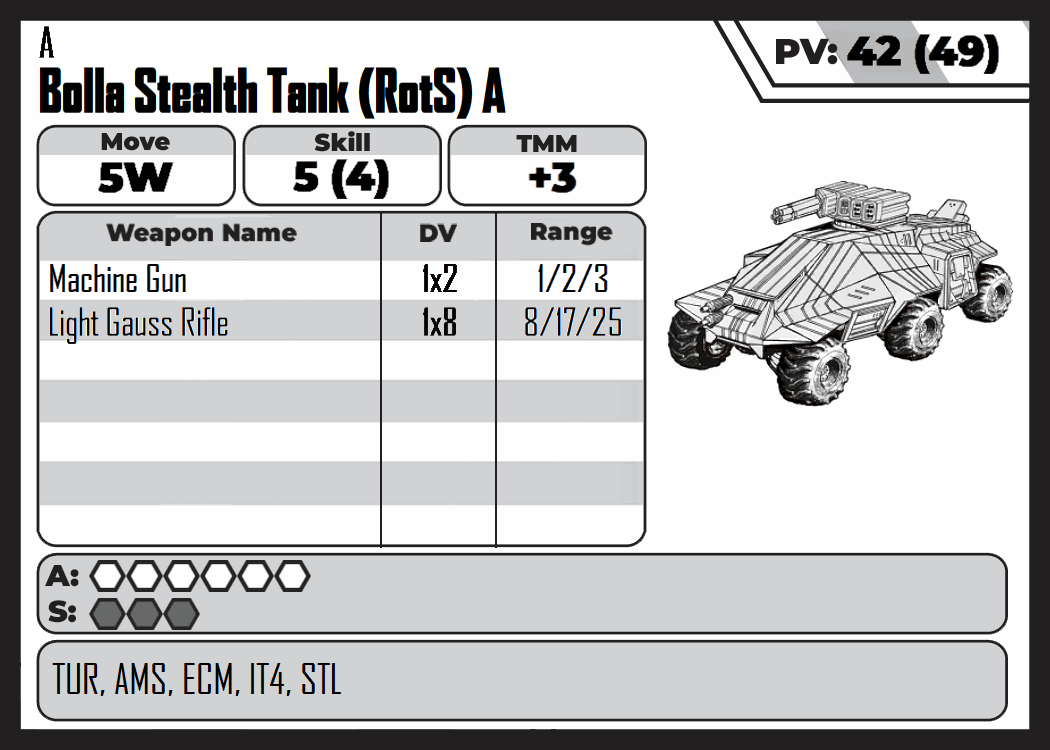 A
Bolla Stealth Tank (RotS) A
PV: 42 (49)
Move Skill TMM
5W 5 (4) +3
Weapon Name DV Range
Machine Gun 1x2 1/2/3
Light Gauss Rifle 1x8 8/17/25
A:
S:
TUR, AMS, ECM, IT4, STL